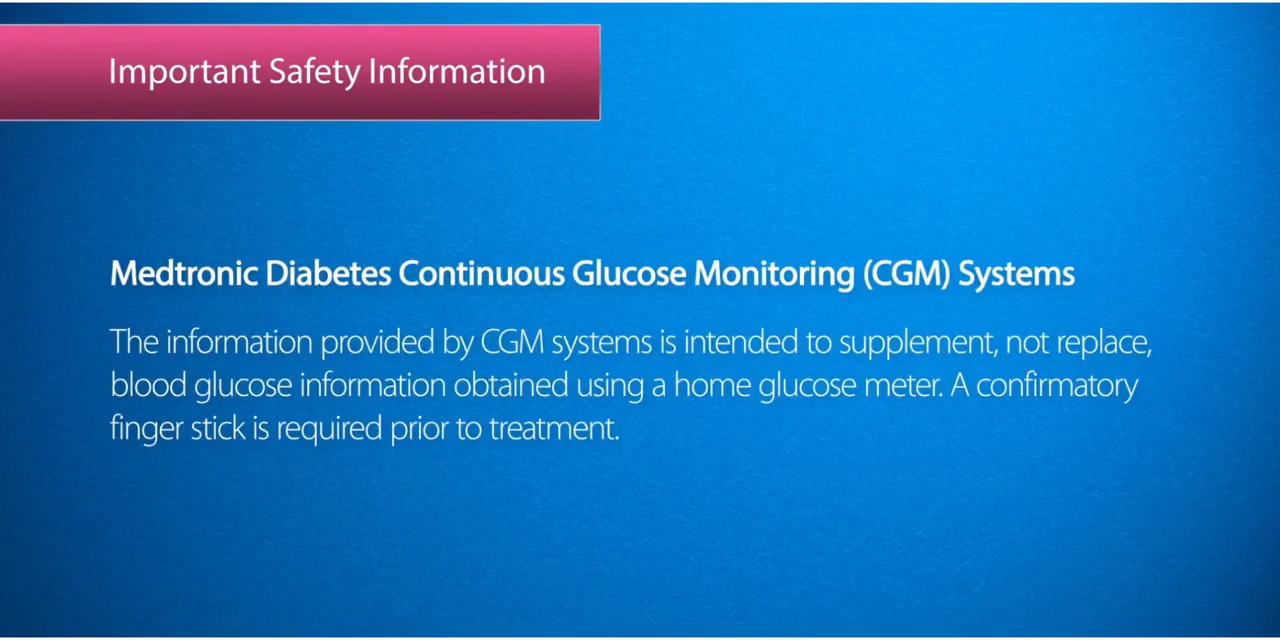 Important Safety Information
Medtronic Diabetes Continuous Glucose Monitoring (CGM) Systems
The information provided by CGM systems is intended to supplement, not replace,
blood glucose information obtained using a home glucose meter. A confirmatory
finger stick is required prior to treatment.